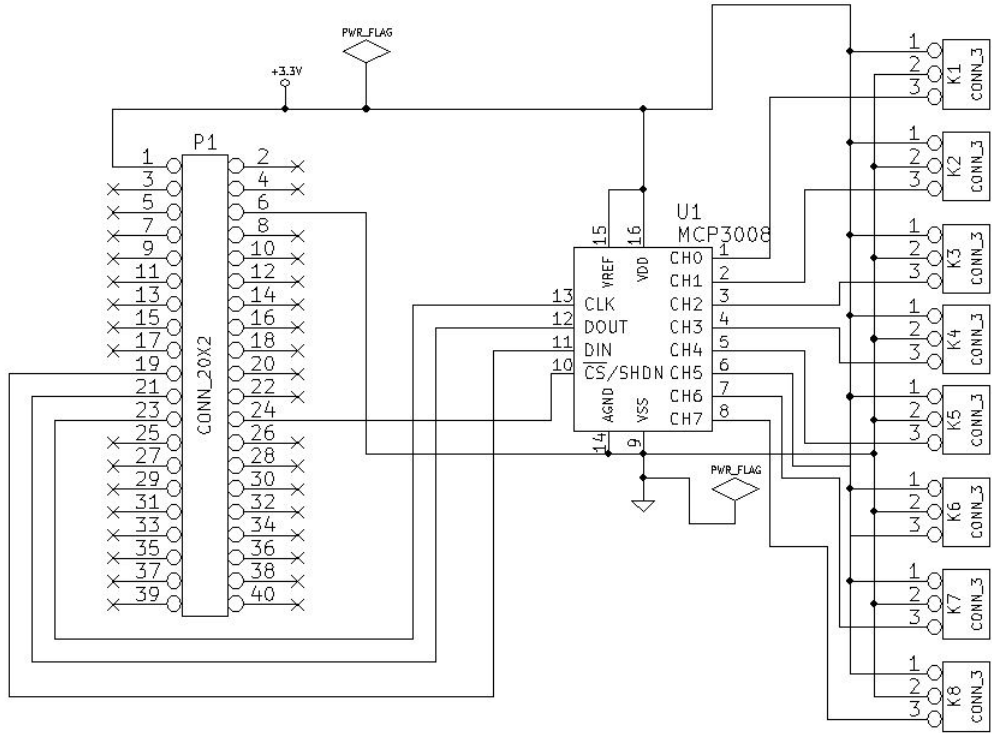 PWR_FLAG
+3.3V
P1
1 2
3 4
5 6
7 8
9 10
11 12
13 14
15 16
17 18
19 20
21 22
23 24
25 26
27 28
29 30
31 32
33 34
35 36
37 38
39 40
CONN_20X2
U1
MCP3008
15 VREF
16 VDD
13 CLK
12 DOUT
11 DIN
10 CS/SHDN
14 AGND
9 VSS
CH0 1
CH1 2
CH2 3
CH3 4
CH4 5
CH5 6
CH6 7
CH7 8
PWR_FLAG
1
2
3
K1
CONN_3
1
2
3
K2
CONN_3
1
2
3
K3
CONN_3
1
2
3
K4
CONN_3
1
2
3
K5
CONN_3
1
2
3
K6
CONN_3
1
2
3
K7
CONN_3
1
2
3
K8
CONN_3